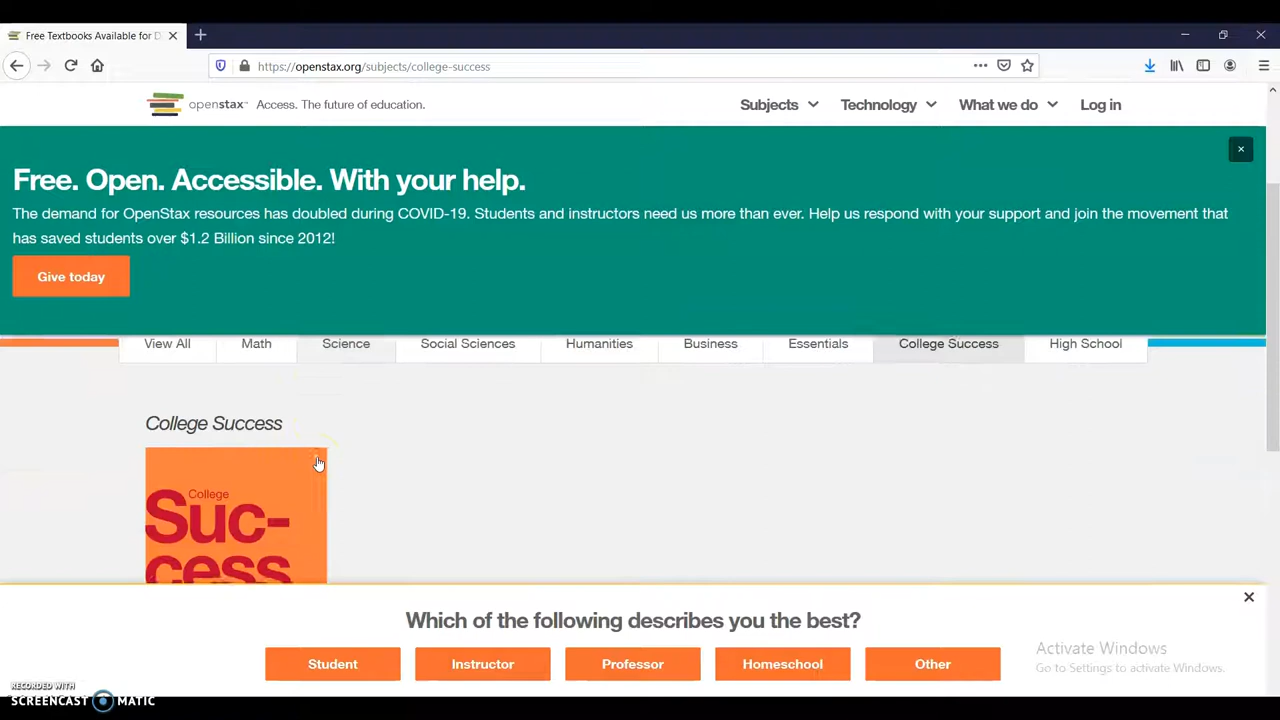 Free Textbooks Available for D
https://openstax.org/subjects/college-success
openstax™ Access. The future of education. Subjects Technology What we do Log in
Free. Open. Accessible. With your help.
The demand for OpenStax resources has doubled during COVID-19. Students and instructors need us more than ever. Help us respond with your support and join the movement that
has saved students over $1.2 Billion since 2012!
Give today
View All Math Science Social Sciences Humanities Business Essentials College Success High School
College Success
College
Suc-
cess
Which of the following describes you the best?
Student Instructor Professor Homeschool Other
Activate Windows
Go to Settings to activate Windows.
RECORDED WITH
SCREENCAST MATIC